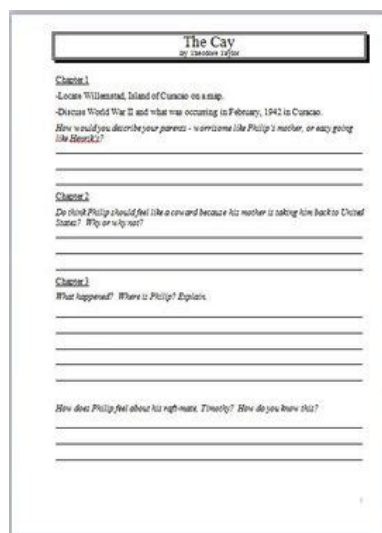 The Cay
by Theodore Taylor
Chapter 1
-Locate Willemstad, Island of Curacao on a map.
-Discuss World War II and what was occurring in February, 1942 in Curacao.
How would you describe your parents - worrisome like Philip's mother, or easy going
like Henrik's?
Chapter 2
Do think Philip should feel like a coward because his mother is taking him back to United
States? Why or why not?
Chapter 3
What happened? Where is Philip? Explain.
How does Philip feel about his raft-mate, Timothy? How do you know this?